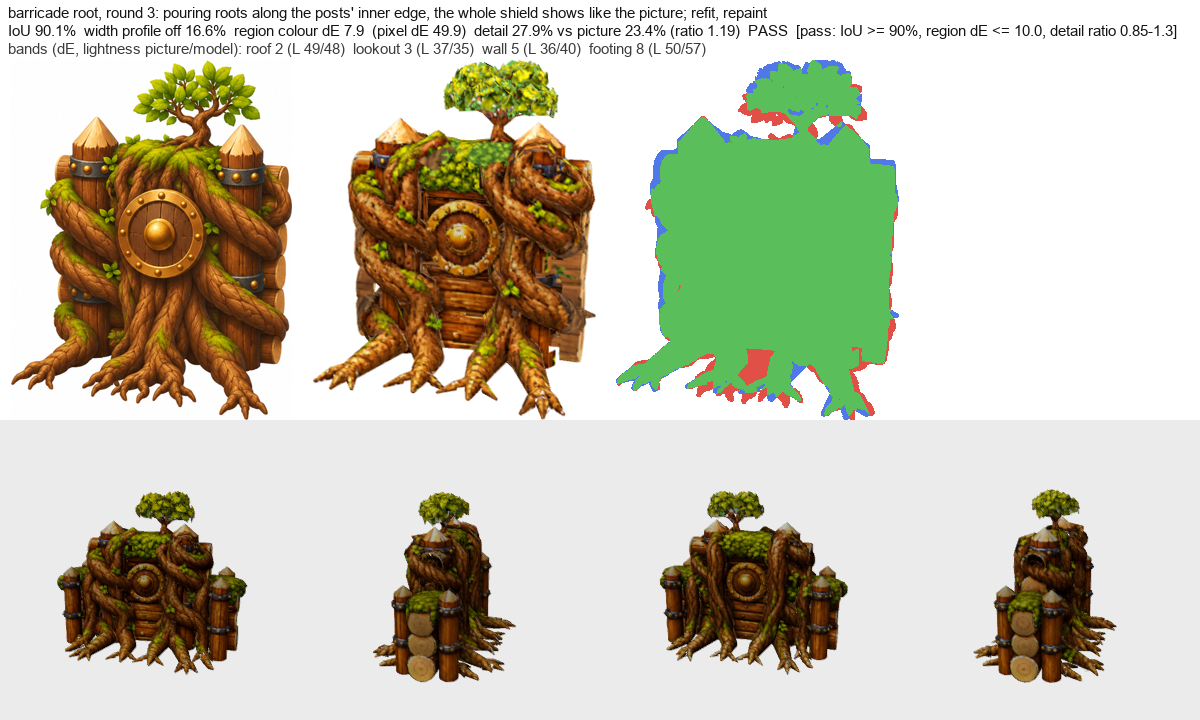 barricade root, round 3: pouring roots along the posts' inner edge, the whole shield shows like the picture; refit, repaint
IoU 90.1%  width profile off 16.6%  region colour dE 7.9  (pixel dE 49.9)  detail 27.9% vs picture 23.4% (ratio 1.19)  PASS  [pass: IoU >= 90%, region dE <= 10.0, detail ratio 0.85-1.3]
bands (dE, lightness picture/model): roof 2 (L 49/48)  lookout 3 (L 37/35)  wall 5 (L 36/40)  footing 8 (L 50/57)